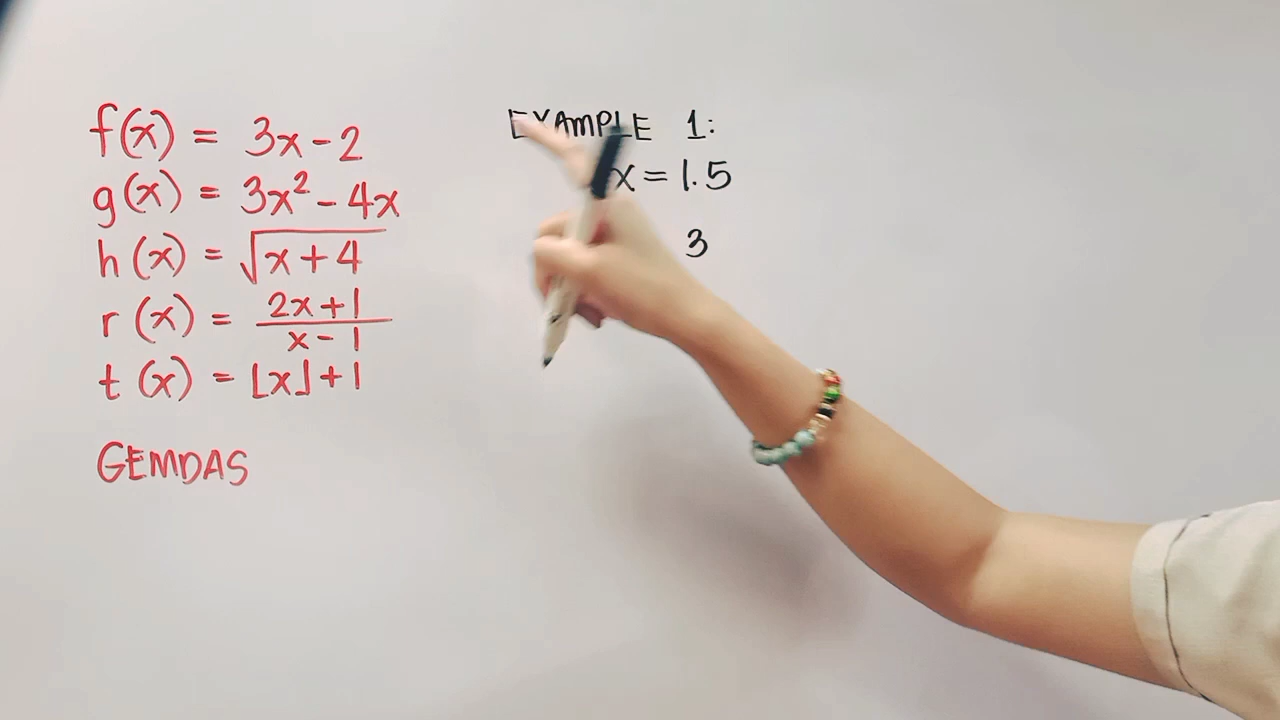 f(x) = 3x - 2
g(x) = 3x² - 4x
h(x) = √x + 4
r(x) = 2x + 1
x - 1
t(x) = ⌊x⌋ + 1
GEMDAS
EXAMPLE 1:
x = 1.5
3